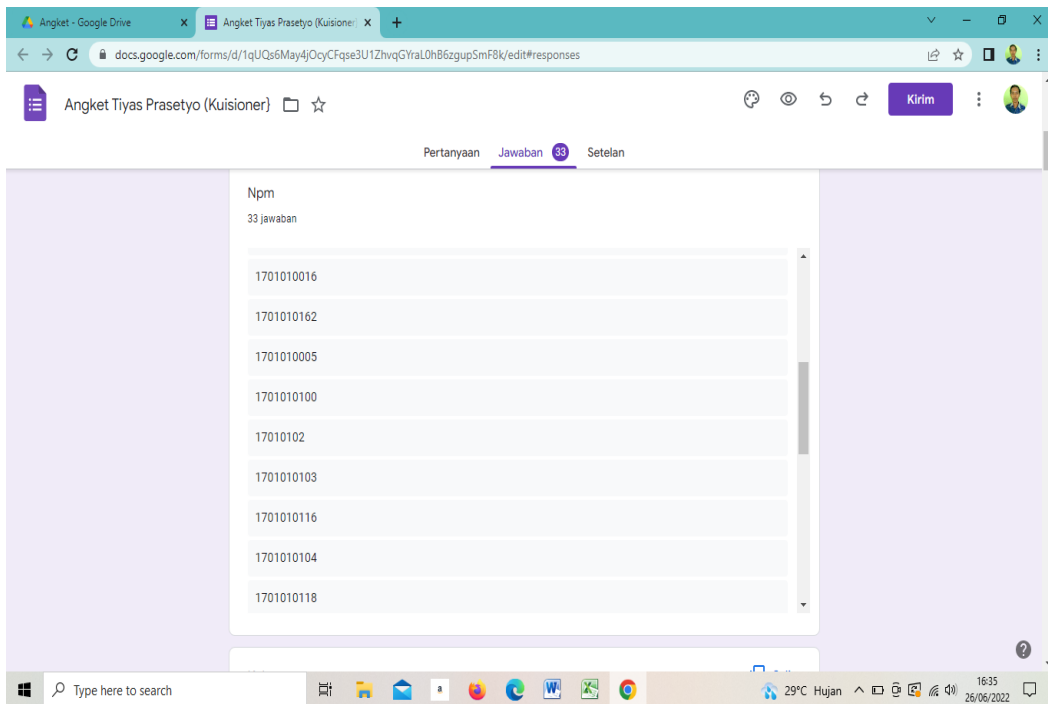 Angket - Google Drive
Angket Tiyas Prasetyo (Kuisioner)
docs.google.com/forms/d/1qUQs6May4jOcyCFqse3U1ZhvqGYraL0hB6zgupSmF8k/edit#responses
Angket Tiyas Prasetyo (Kuisioner}
Kirim
Pertanyaan Jawaban 33 Setelan
Npm
33 jawaban
1701010016
1701010162
1701010005
1701010100
17010102
1701010103
1701010116
1701010104
1701010118
Type here to search
29°C Hujan
16:35
26/06/2022